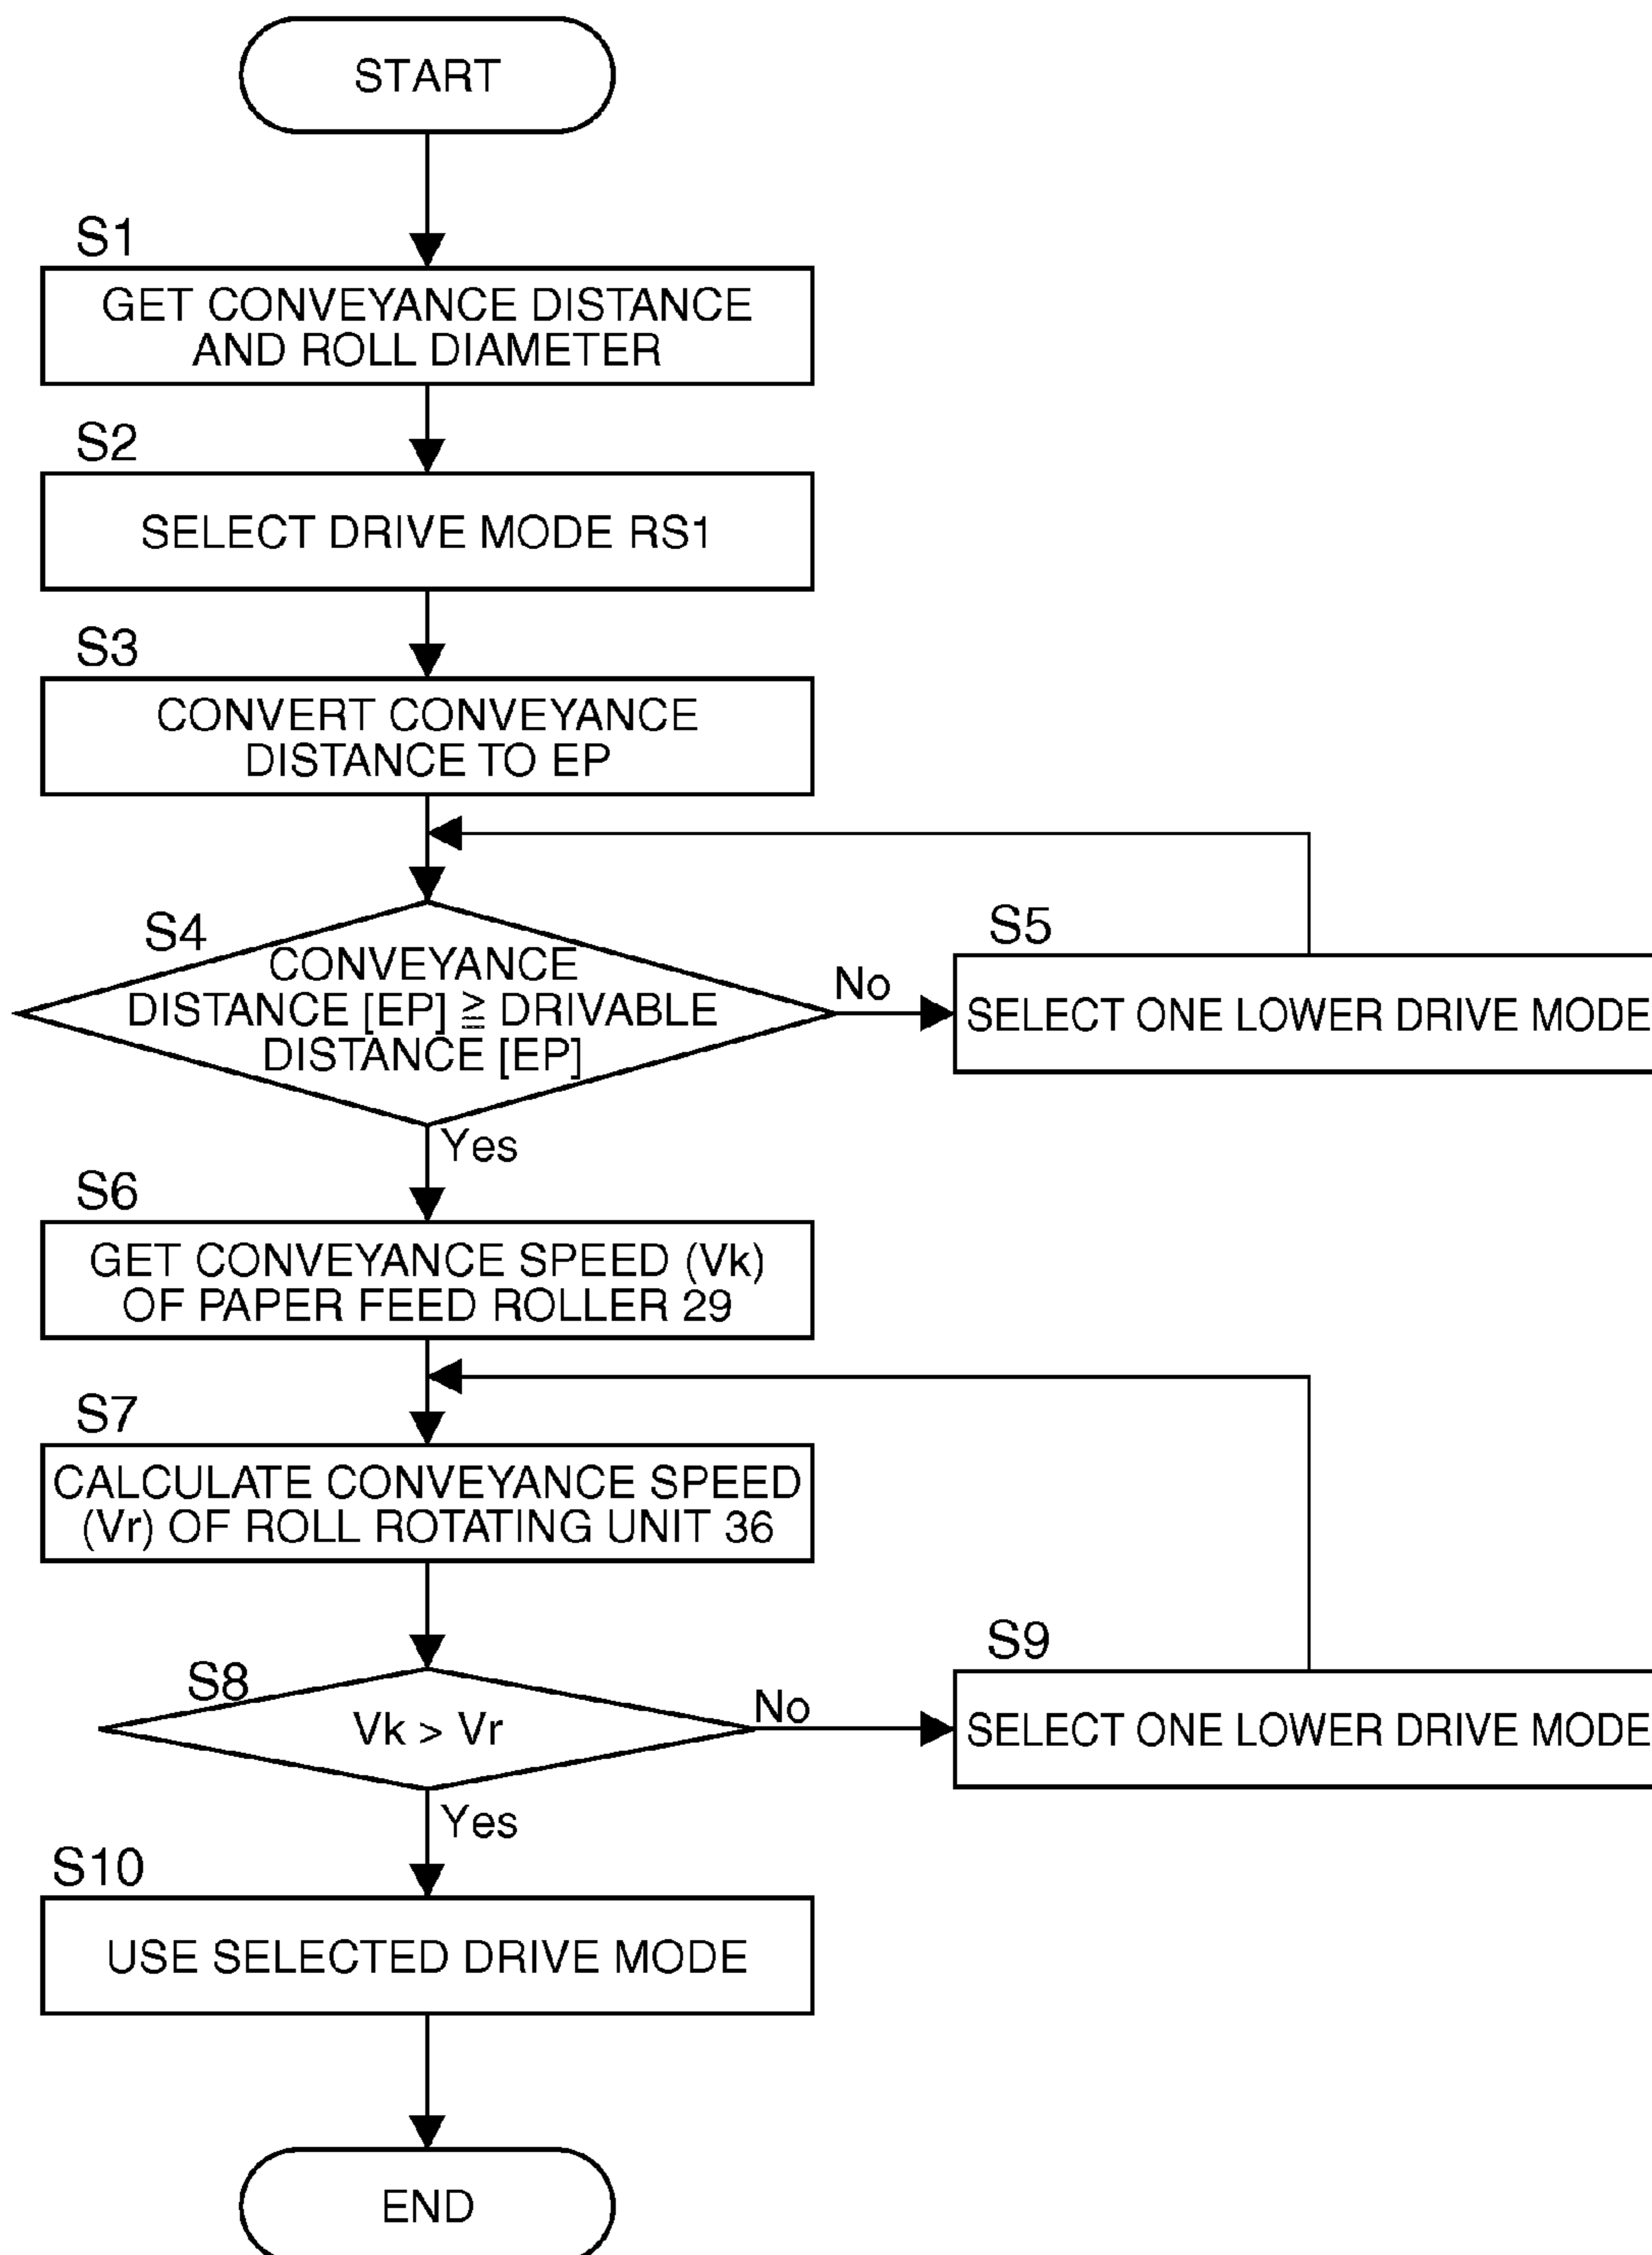 START
S1
GET CONVEYANCE DISTANCE
AND ROLL DIAMETER
S2
SELECT DRIVE MODE RS1
S3
CONVERT CONVEYANCE
DISTANCE TO EP
S4
CONVEYANCE
DISTANCE [EP] ≧ DRIVABLE
DISTANCE [EP]
No
S5
SELECT ONE LOWER DRIVE MODE
Yes
S6
GET CONVEYANCE SPEED (Vk)
OF PAPER FEED ROLLER 29
S7
CALCULATE CONVEYANCE SPEED
(Vr) OF ROLL ROTATING UNIT 36
S8
Vk > Vr
No
S9
SELECT ONE LOWER DRIVE MODE
Yes
S10
USE SELECTED DRIVE MODE
END